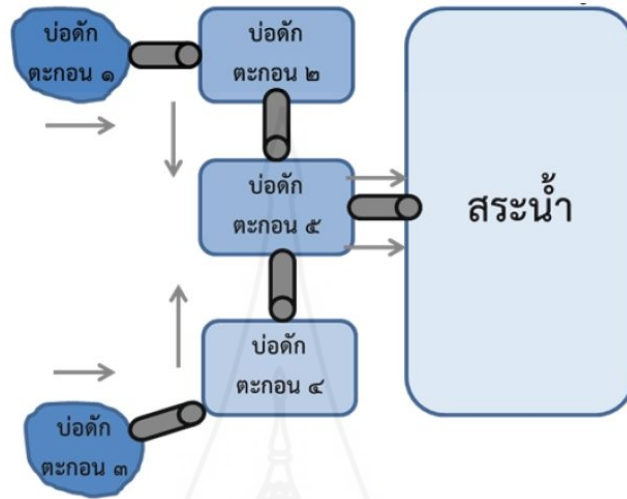 บ่อดัก
ตะกอน ๑
บ่อดัก
ตะกอน ๒
บ่อดัก
ตะกอน ๕
สระน้ำ
บ่อดัก
ตะกอน ๔
บ่อดัก
ตะกอน ๓